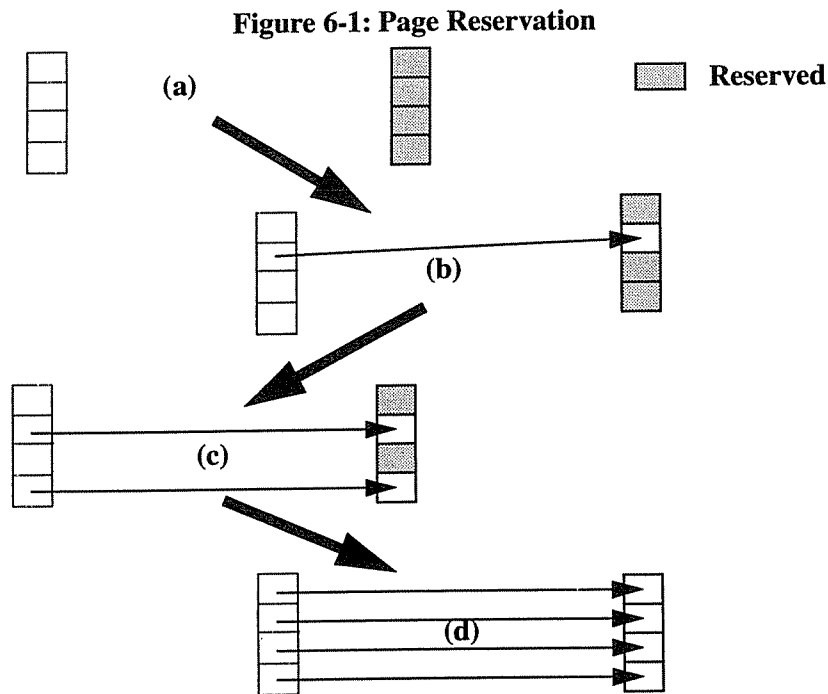 Figure 6-1: Page Reservation
(a)
Reserved
(b)
(c)
(d)